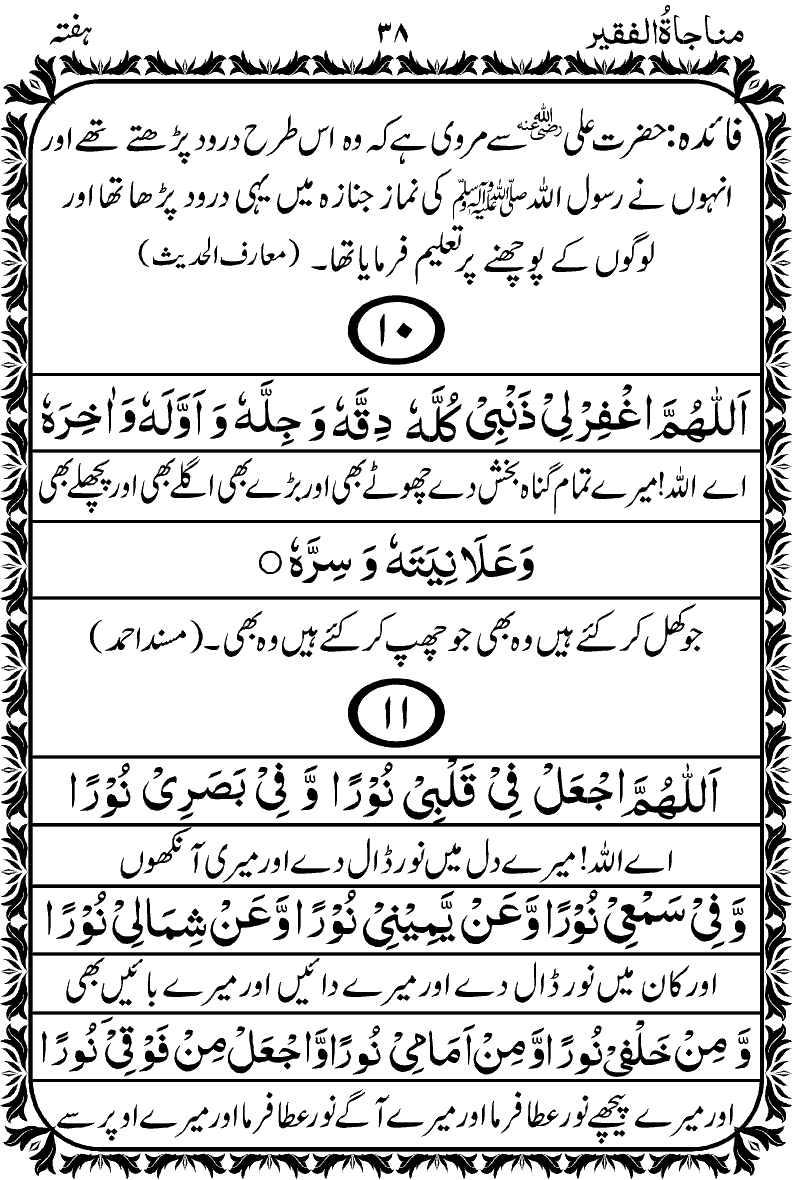 مناجاۃُالفقیر ۳۸ ہفتہ
فائدہ: حضرت علی رضی اللہ عنہ سے مروی ہے کہ وہ اس طرح درود پڑھتے تھے اور
انہوں نے رسول اللہ صلی اللہ علیہ وسلم کی نماز جنازہ میں یہی درود پڑھا تھا اور
لوگوں کے پوچھنے پر تعلیم فرمایا تھا۔ (معارف الحدیث)
۱۰
اَللّٰهُمَّ اغْفِرْ لِیْ ذَنْۢبِیْ كُلَّهٗ دِقَّهٗ وَ جِلَّهٗ وَ اَوَّلَهٗ وَ اٰخِرَهٗ
اے اللہ! میرے تمام گناہ بخش دے چھوٹے بھی اور بڑے بھی اگلے بھی اور پچھلے بھی
وَعَلَانِیَتَهٗ وَ سِرَّهٗ ○
جو کھل کر کئے ہیں وہ بھی جو چھپ کر کئے ہیں وہ بھی۔ (مسند احمد)
۱۱
اَللّٰهُمَّ اجْعَلْ فِیْ قَلْبِیْ نُوْرًا وَّ فِیْ بَصَرِیْ نُوْرًا
اے اللہ! میرے دل میں نور ڈال دے اور میری آنکھوں
وَّ فِیْ سَمْعِیْ نُوْرًا وَّ عَنْ یَّمِیْنِیْ نُوْرًا وَّ عَنْ شِمَالِیْ نُوْرًا
اور کان میں نور ڈال دے اور میرے دائیں اور میرے بائیں بھی
وَّ مِنْ خَلْفِیْ نُوْرًا وَّ مِنْ اَمَامِیْ نُوْرًا وَّ اجْعَلْ مِنْ فَوْقِیْ نُوْرًا
اور میرے پیچھے نور عطا فرما اور میرے آگے نور عطا فرما اور میرے اوپر سے